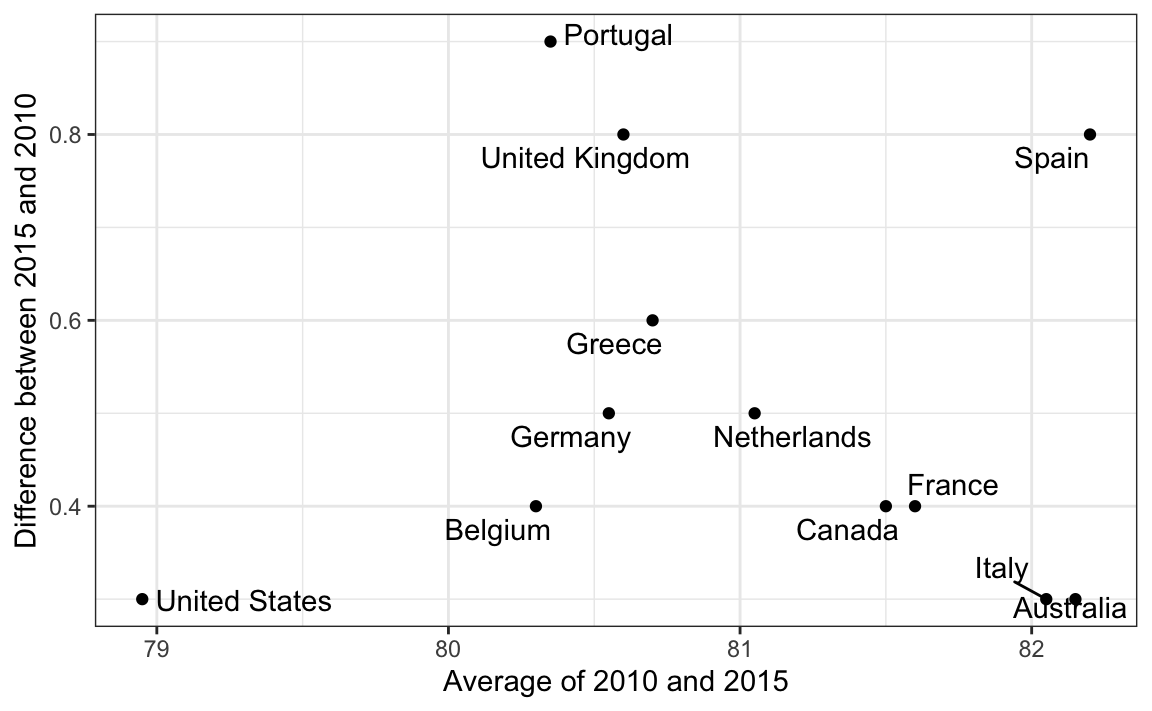 Portugal
0.8
United Kingdom
Spain
Difference between 2015 and 2010
0.6
Greece
Germany
Netherlands
France
0.4
Belgium
Canada
Italy
United States
Australia
79
80
81
82
Average of 2010 and 2015